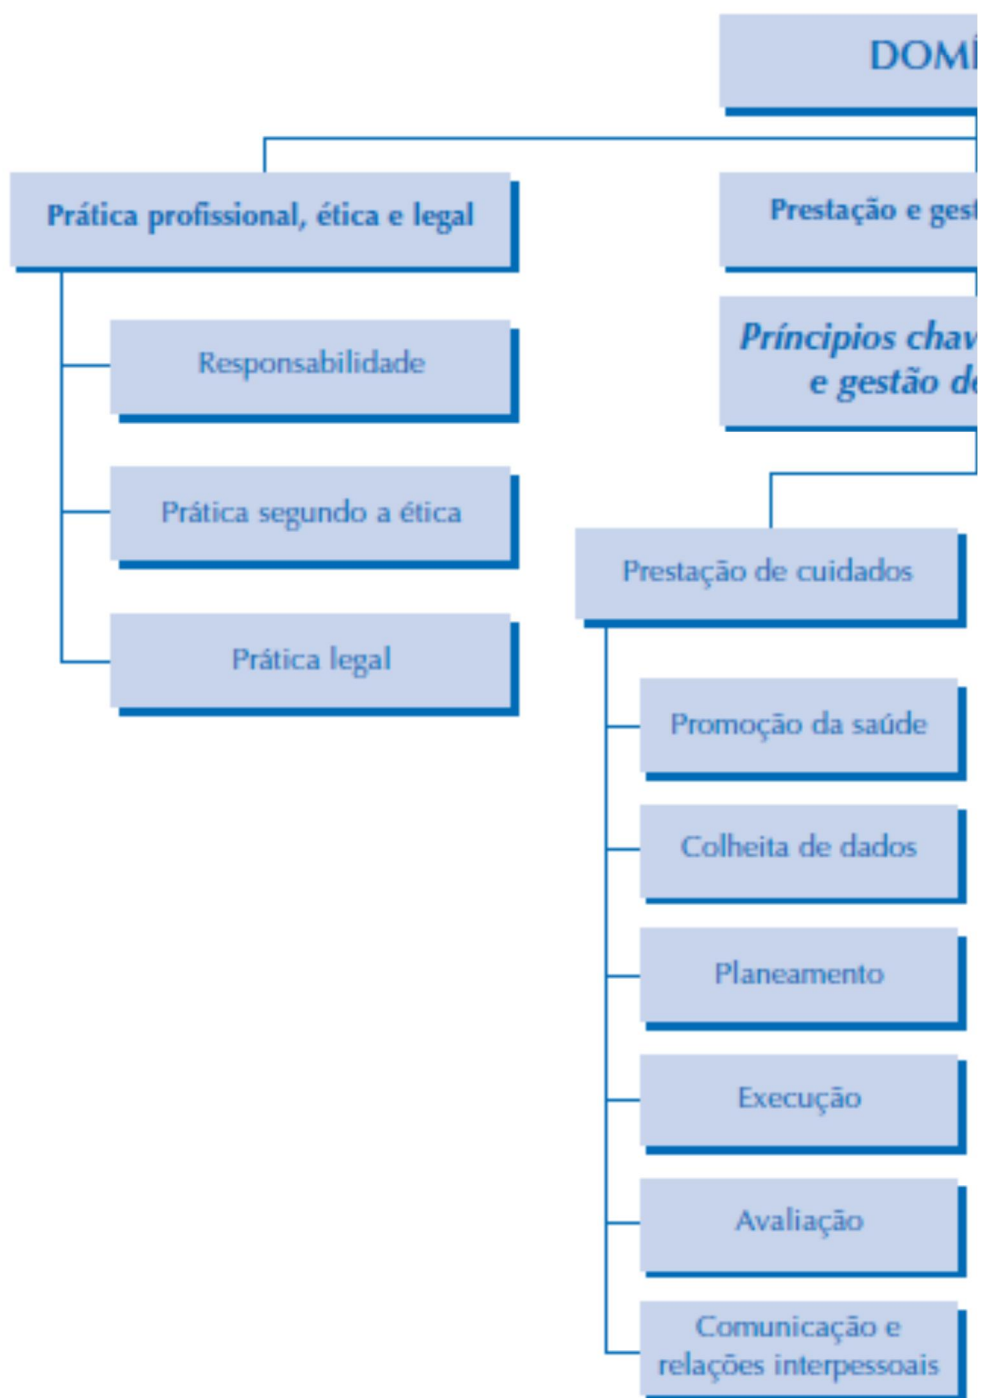 DOMÍ
Prática profissional, ética e legal
Responsabilidade
Prática segundo a ética
Prática legal
Prestação e gest
Príncipios chav
e gestão de
Prestação de cuidados
Promoção da saúde
Colheita de dados
Planeamento
Execução
Avaliação
Comunicação e
relações interpessoais